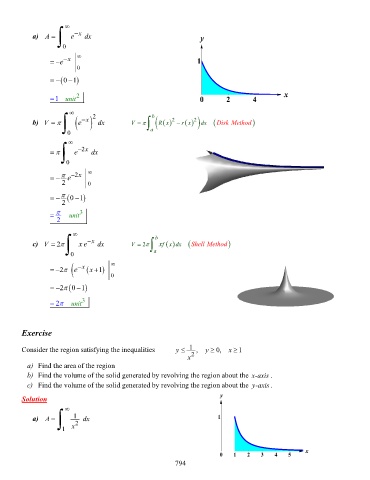 a) A = ∫₀^∞ e^{-x} dx
= -e^{-x} |₀^∞
= -(0-1)
= 1 unit²
y
1
0 2 4 x
b) V = π ∫₀^∞ (e^{-x})² dx V = π ∫ₐ^b (R(x)² - r(x)²) dx (Disk Method)
= π ∫₀^∞ e^{-2x} dx
= -π/2 e^{-2x} |₀^∞
= -π/2 (0-1)
= π/2 unit³
c) V = 2π ∫₀^∞ x e^{-x} dx V = 2π ∫ₐ^b xf(x) dx (Shell Method)
= -2π (e^{-x}(x+1) |₀^∞
= -2π(0-1)
= 2π unit³
Exercise
Consider the region satisfying the inequalities y ≤ 1/x², y ≥ 0, x ≥ 1
a) Find the area of the region
b) Find the volume of the solid generated by revolving the region about the x-axis.
c) Find the volume of the solid generated by revolving the region about the y-axis.
Solution
a) A = ∫₁^∞ 1/x² dx
y
1
0 1 2 3 4 5 x
794